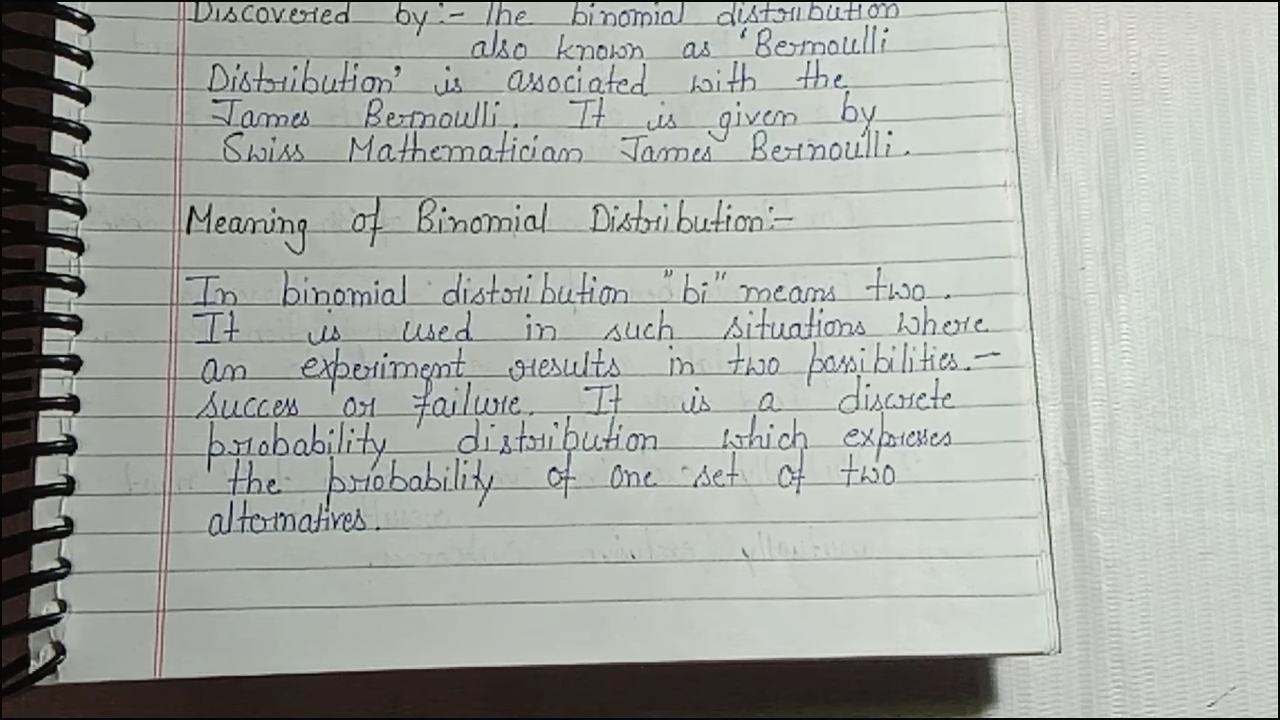 Discovered by:- The binomial distribution
also known as 'Bernoulli
Distribution' is associated with the
James Bernoulli. It is given by
Swiss Mathematician James Bernoulli.
Meaning of Binomial Distribution:-
In binomial distribution "bi" means two.
It is used in such situations where
an experiment results in two possibilities.-
success or failure. It is a discrete
probability distribution which expresses
the probability of one set of two
alternatives.